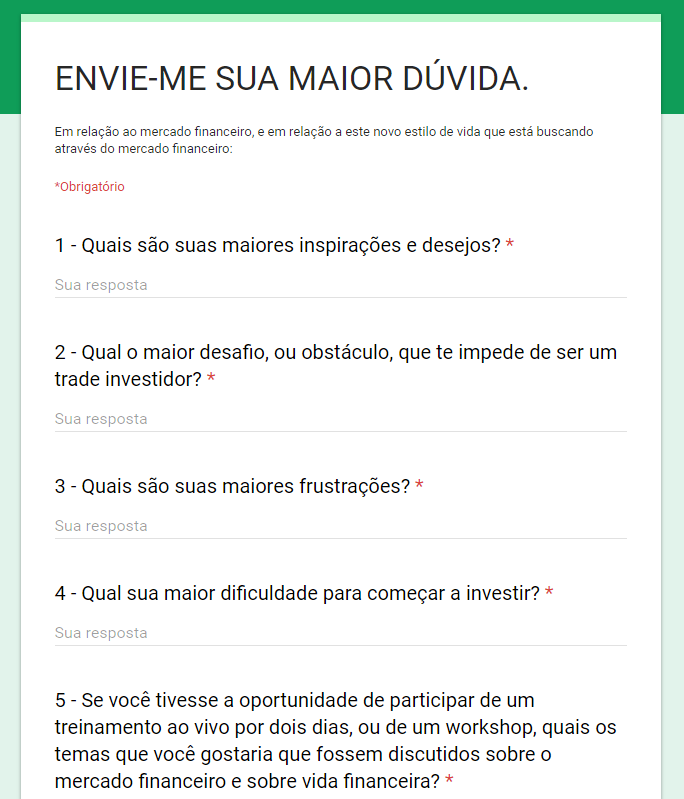 ENVIE-ME SUA MAIOR DÚVIDA.
Em relação ao mercado financeiro, e em relação a este novo estilo de vida que está buscando
através do mercado financeiro:
*Obrigatório
1 - Quais são suas maiores inspirações e desejos? *
Sua resposta
2 - Qual o maior desafio, ou obstáculo, que te impede de ser um
trade investidor? *
Sua resposta
3 - Quais são suas maiores frustrações? *
Sua resposta
4 - Qual sua maior dificuldade para começar a investir? *
Sua resposta
5 - Se você tivesse a oportunidade de participar de um
treinamento ao vivo por dois dias, ou de um workshop, quais os
temas que você gostaria que fossem discutidos sobre o
mercado financeiro e sobre vida financeira? *